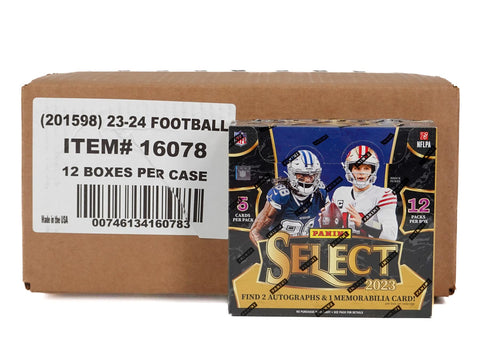 (201598) 23-24 FOOTBALL
ITEM# 16078
12 BOXES PER CASE
Made in the USA
00746134160783
NFL
NFLPA
5
CARDS
PER PACK
12
PACKS
PER BOX
PANINI
SELECT
2023
FIND 2 AUTOGRAPHS & 1 MEMORABILIA CARD!